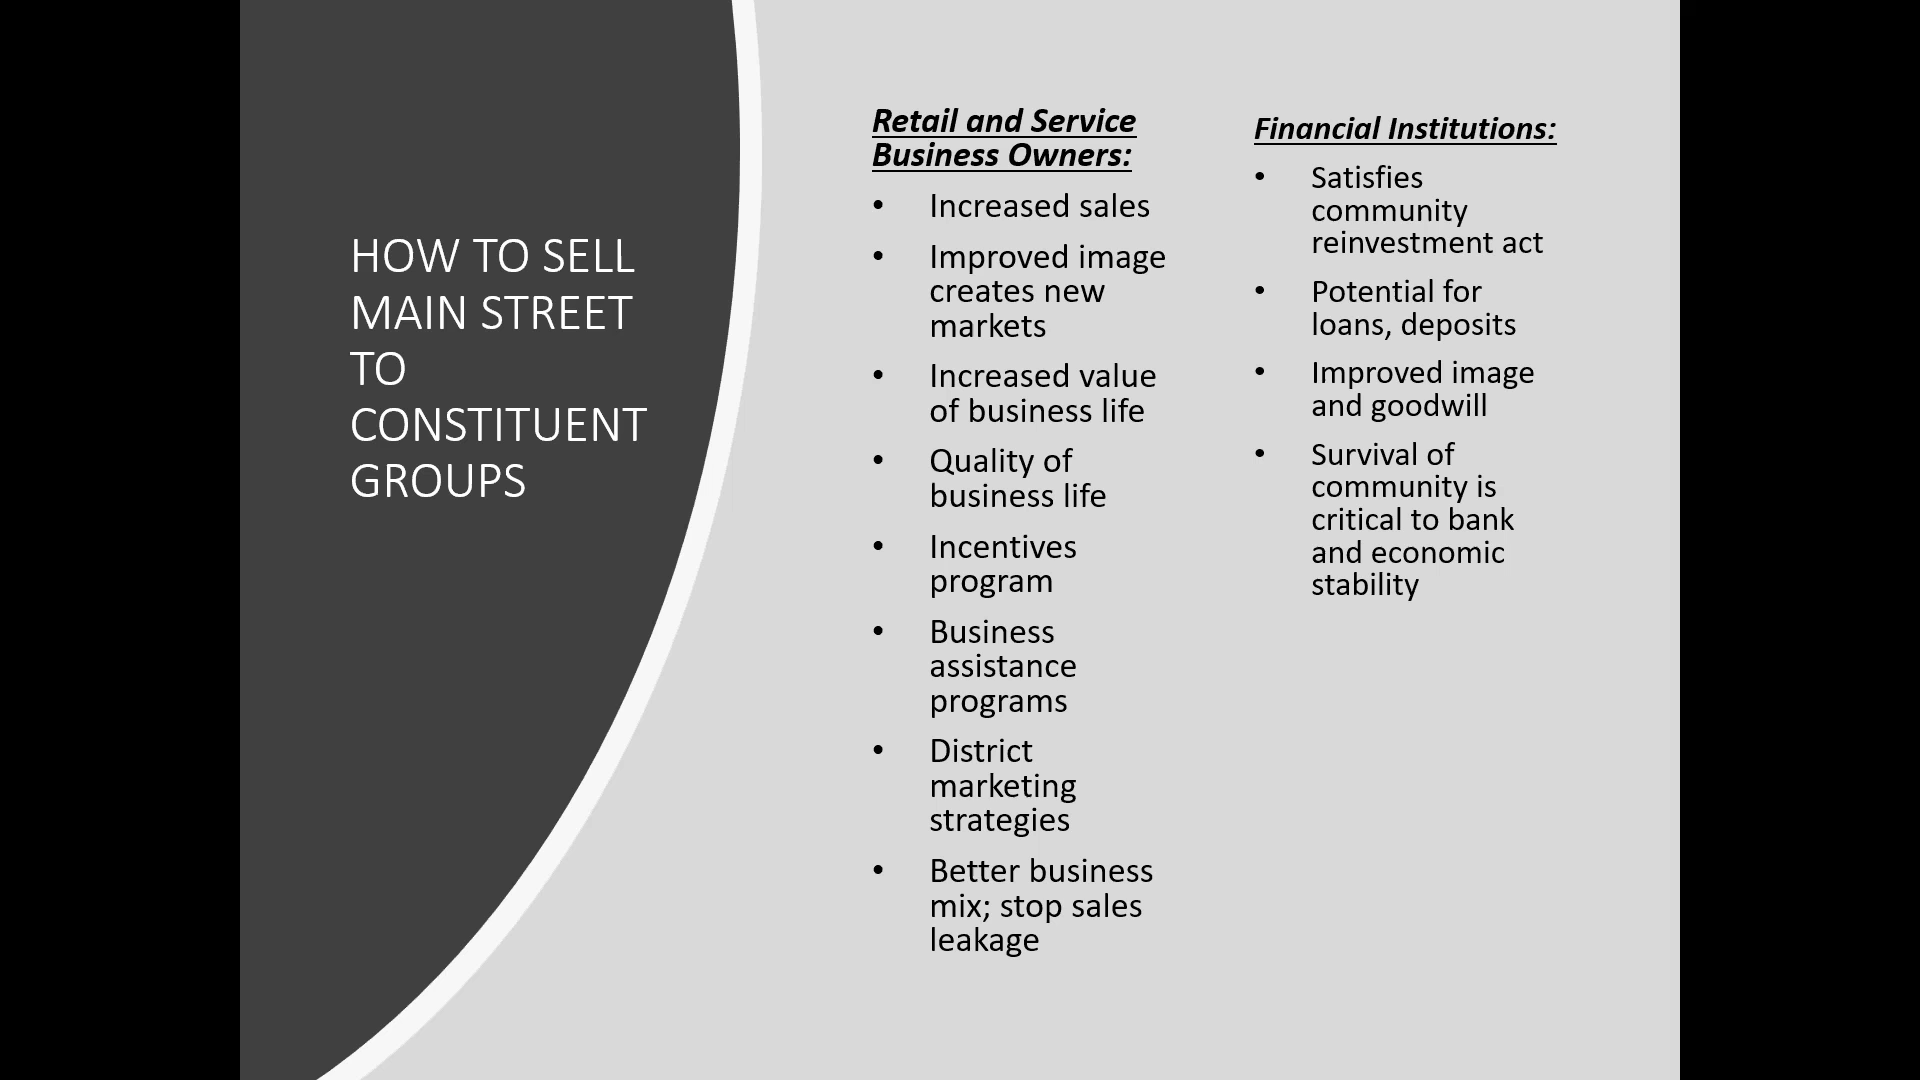 HOW TO SELL
MAIN STREET
TO
CONSTITUENT
GROUPS
Retail and Service
Business Owners:
• Increased sales
• Improved image
creates new
markets
• Increased value
of business life
• Quality of
business life
• Incentives
program
• Business
assistance
programs
• District
marketing
strategies
• Better business
mix; stop sales
leakage
Financial Institutions:
• Satisfies
community
reinvestment act
• Potential for
loans, deposits
• Improved image
and goodwill
• Survival of
community is
critical to bank
and economic
stability